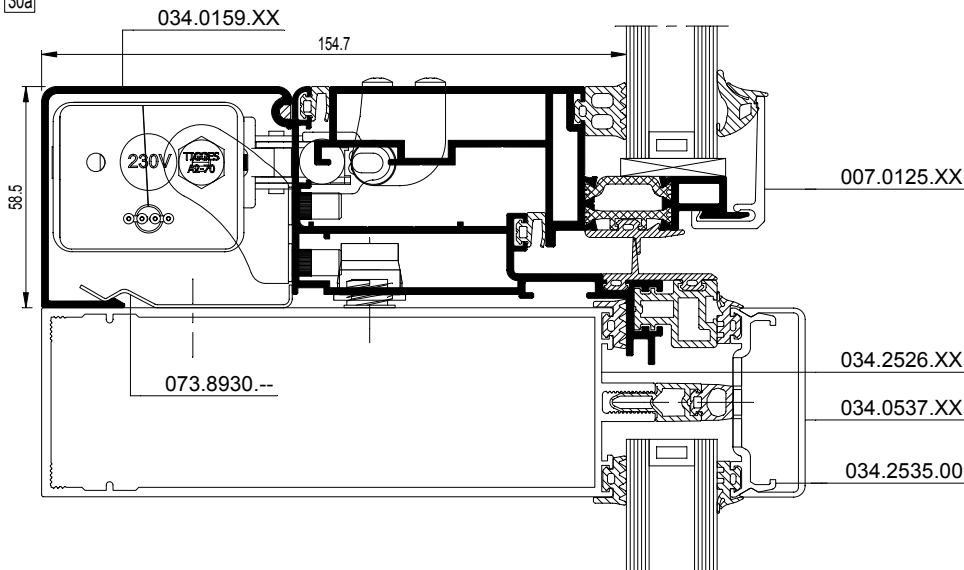 30a
034.0159.XX
154.7
58.5
230V
TIGGES
A2-70
007.0125.XX
034.2526.XX
073.8930.--
034.0537.XX
034.2535.00